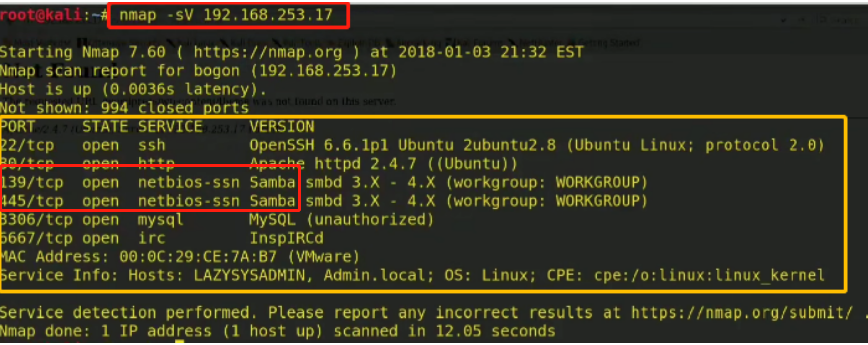 root@kali:~# nmap -sV 192.168.253.17
Starting Nmap 7.60 ( https://nmap.org ) at 2018-01-03 21:32 EST
Nmap scan report for bogon (192.168.253.17)
Host is up (0.0036s latency).
Not shown: 994 closed ports
PORT STATE SERVICE VERSION
22/tcp open ssh OpenSSH 6.6.1p1 Ubuntu 2ubuntu2.8 (Ubuntu Linux; protocol 2.0)
80/tcp open http Apache httpd 2.4.7 ((Ubuntu))
139/tcp open netbios-ssn Samba smbd 3.X - 4.X (workgroup: WORKGROUP)
445/tcp open netbios-ssn Samba smbd 3.X - 4.X (workgroup: WORKGROUP)
3306/tcp open mysql MySQL (unauthorized)
6667/tcp open irc InspIRCd
MAC Address: 00:0C:29:CE:7A:B7 (VMware)
Service Info: Hosts: LAZYSYSADMIN, Admin.local; OS: Linux; CPE: cpe:/o:linux:linux_kernel
Service detection performed. Please report any incorrect results at https://nmap.org/submit/ .
Nmap done: 1 IP address (1 host up) scanned in 12.05 seconds